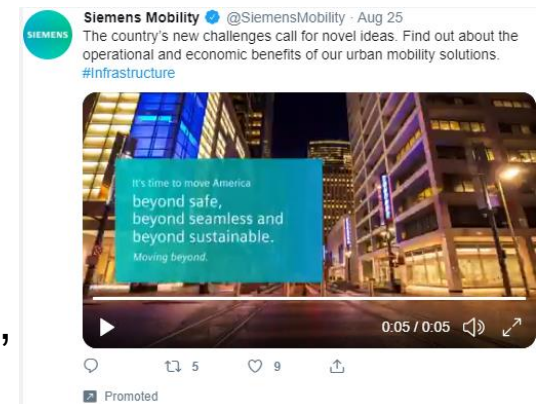 Siemens Mobility @SiemensMobility · Aug 25
SIEMENS
The country's new challenges call for novel ideas. Find out about the
operational and economic benefits of our urban mobility solutions.
#Infrastructure
It's time to move America
beyond safe,
beyond seamless and
beyond sustainable.
Moving beyond.
,
0:05 / 0:05
5
9
Promoted